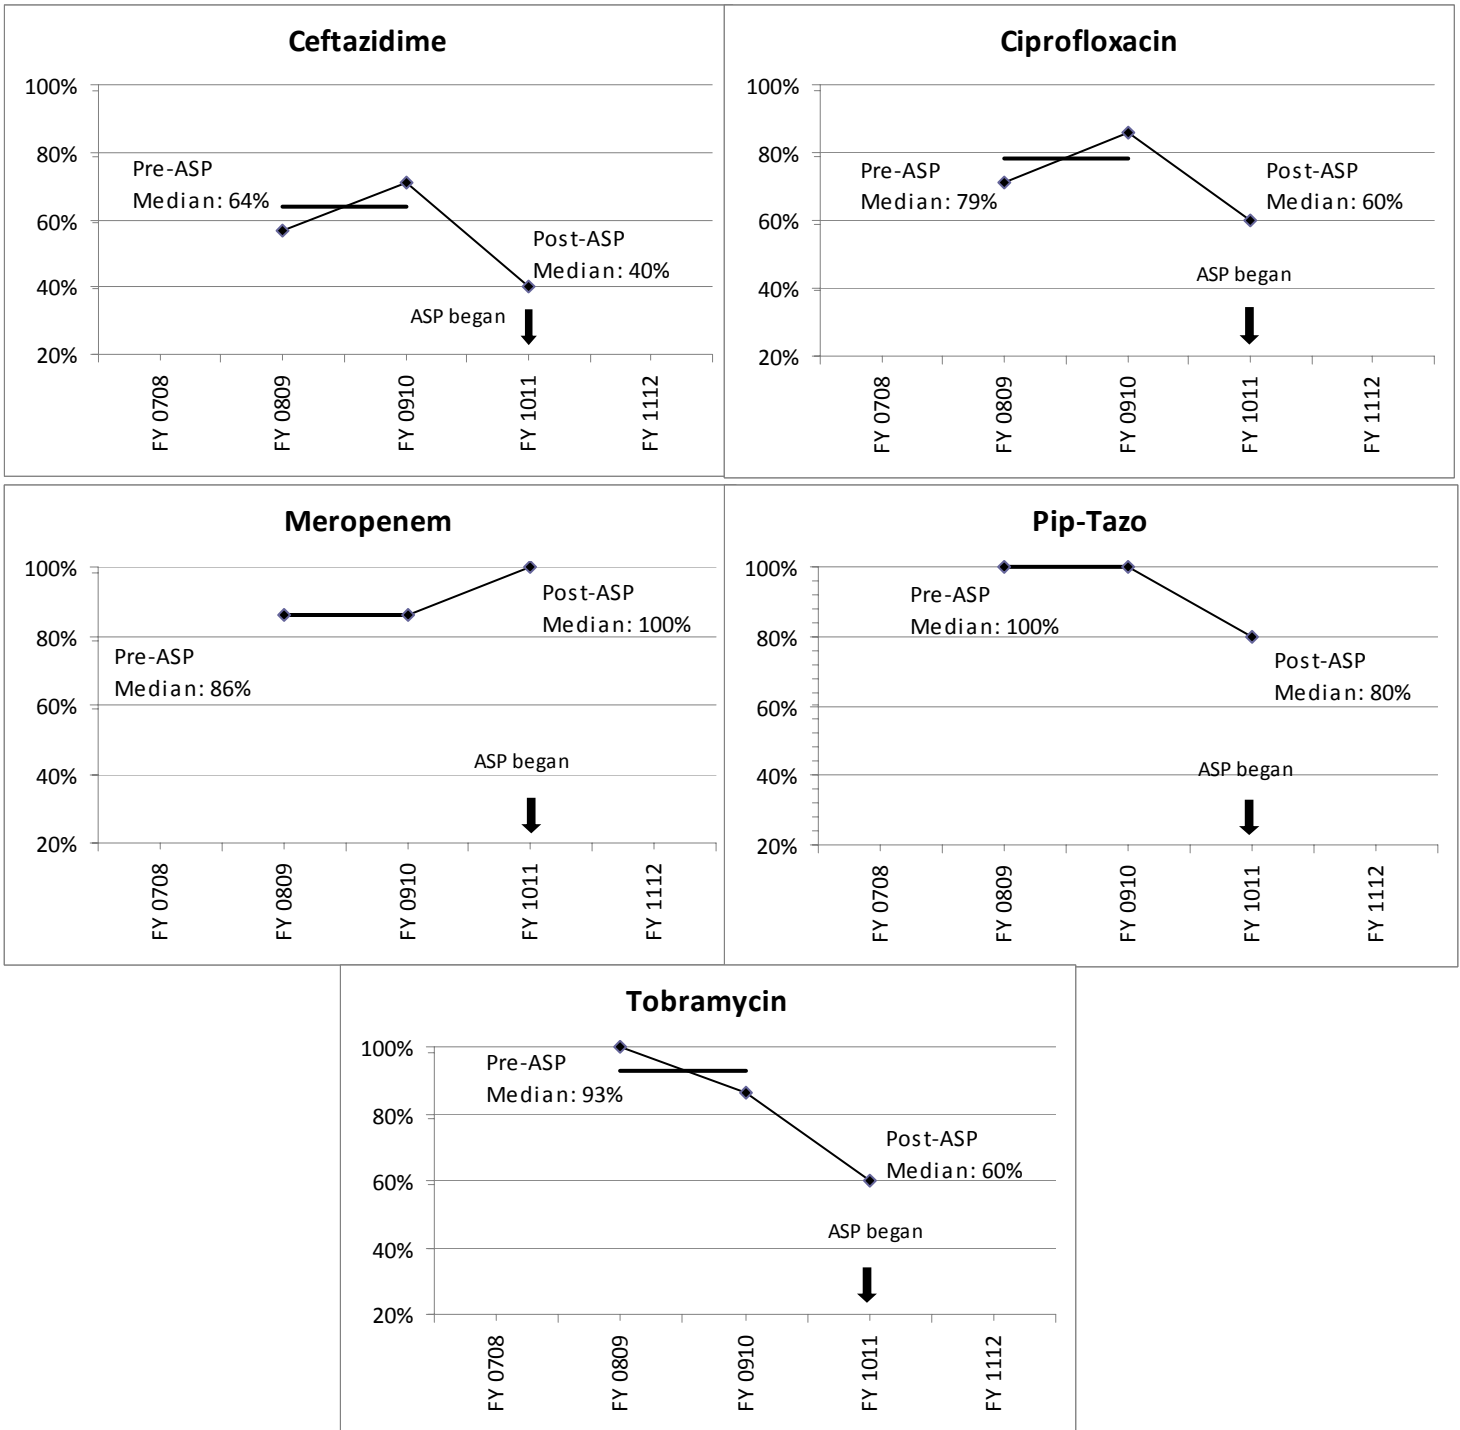 Ceftazidime
100%
80%
60%
40%
20%
Pre-ASP
Median: 64%
Post-ASP
Median: 40%
ASP began
FY 0708
FY 0809
FY 0910
FY 1011
FY 1112
Ciprofloxacin
100%
80%
60%
40%
20%
Pre-ASP
Median: 79%
Post-ASP
Median: 60%
ASP began
FY 0708
FY 0809
FY 0910
FY 1011
FY 1112
Meropenem
100%
80%
60%
40%
20%
Post-ASP
Median: 100%
Pre-ASP
Median: 86%
ASP began
FY 0708
FY 0809
FY 0910
FY 1011
FY 1112
Pip-Tazo
100%
80%
60%
40%
20%
Pre-ASP
Median: 100%
Post-ASP
Median: 80%
ASP began
FY 0708
FY 0809
FY 0910
FY 1011
FY 1112
Tobramycin
100%
80%
60%
40%
20%
Pre-ASP
Median: 93%
Post-ASP
Median: 60%
ASP began
FY 0708
FY 0809
FY 0910
FY 1011
FY 1112